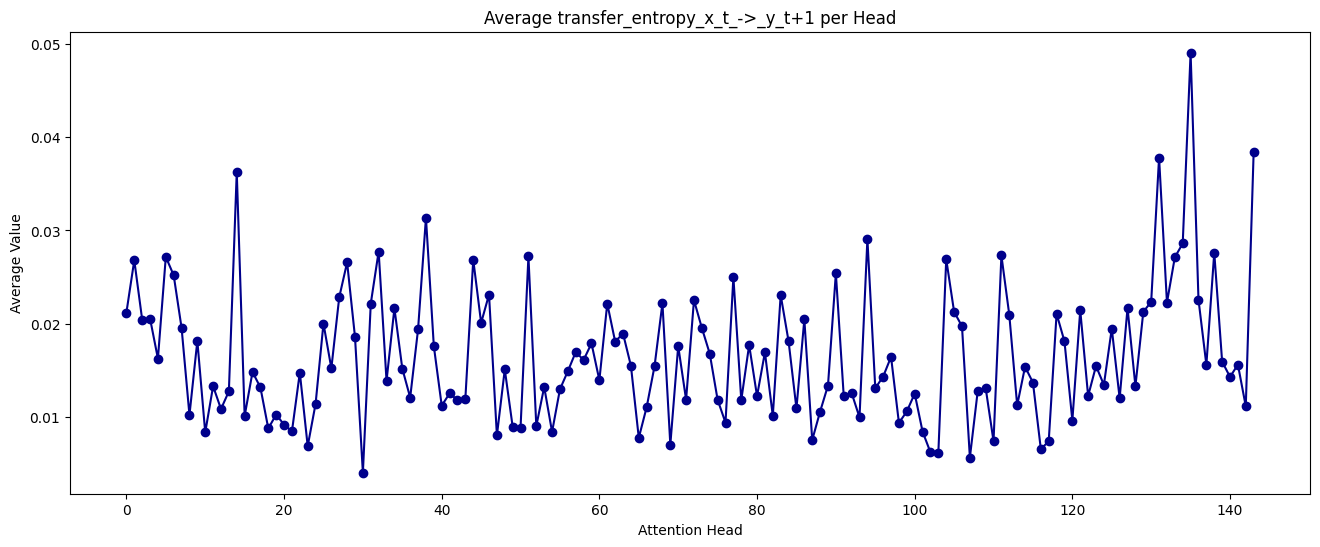 Average transfer_entropy_x_t_->_y_t+1 per Head
Average Value
0.05
0.04
0.03
0.02
0.01
0 20 40 60 80 100 120 140
Attention Head